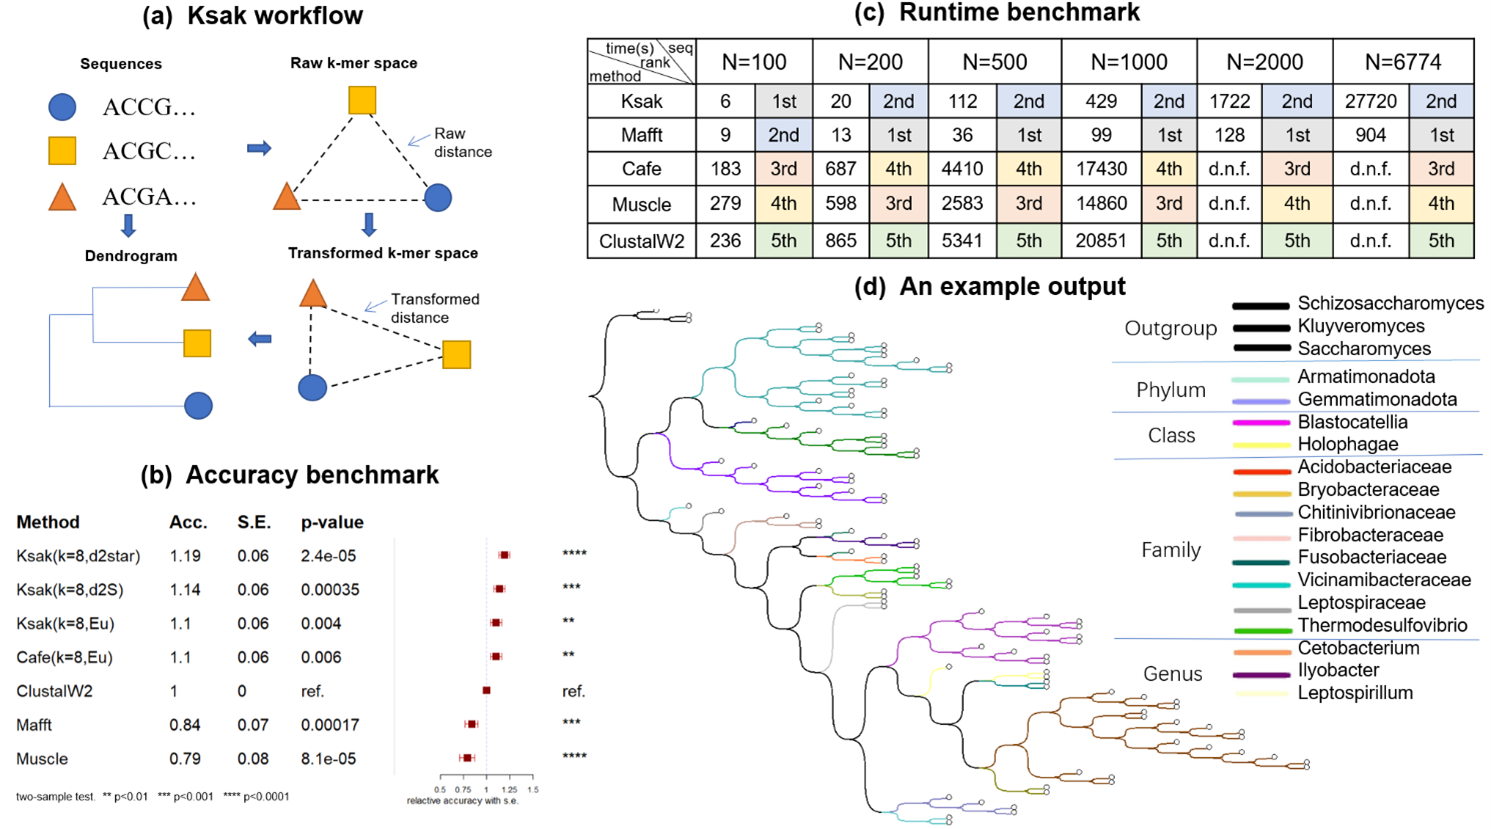 (a) Ksak workflow
Sequences
Raw k-mer space
ACCG…
ACGC…
ACGA…
Raw
distance
Dendrogram
Transformed k-mer space
Transformed
distance
(b) Accuracy benchmark
Method Acc. S.E. p-value
Ksak(k=8,d2star) 1.19 0.06 2.4e-05 ****
Ksak(k=8,d2S) 1.14 0.06 0.00035 ***
Ksak(k=8,Eu) 1.1 0.06 0.004 **
Cafe(k=8,Eu) 1.1 0.06 0.006 **
ClustalW2 1 0 ref. ref.
Mafft 0.84 0.07 0.00017 ***
Muscle 0.79 0.08 8.1e-05 ****
0.5 0.75 1 1.25 1.5
relactive accuracy with s.e.
two-sample test. ** p<0.01 *** p<0.001 **** p<0.0001
(c) Runtime benchmark
time(s) seq
rank
method
N=100 N=200 N=500 N=1000 N=2000 N=6774
Ksak 6 1st 20 2nd 112 2nd 429 2nd 1722 2nd 27720 2nd
Mafft 9 2nd 13 1st 36 1st 99 1st 128 1st 904 1st
Cafe 183 3rd 687 4th 4410 4th 17430 4th d.n.f. 3rd d.n.f. 3rd
Muscle 279 4th 598 3rd 2583 3rd 14860 3rd d.n.f. 4th d.n.f. 4th
ClustalW2 236 5th 865 5th 5341 5th 20851 5th d.n.f. 5th d.n.f. 5th
(d) An example output
Outgroup
Schizosaccharomyces
Kluyveromyces
Saccharomyces
Phylum
Armatimonadota
Gemmatimonadota
Class
Blastocatellia
Holophagae
Family
Acidobacteriaceae
Bryobacteraceae
Chitinivibrionaceae
Fibrobacteraceae
Fusobacteriaceae
Vicinamibacteraceae
Leptospiraceae
Thermodesulfovibrio
Genus
Cetobacterium
Ilyobacter
Leptospirillum